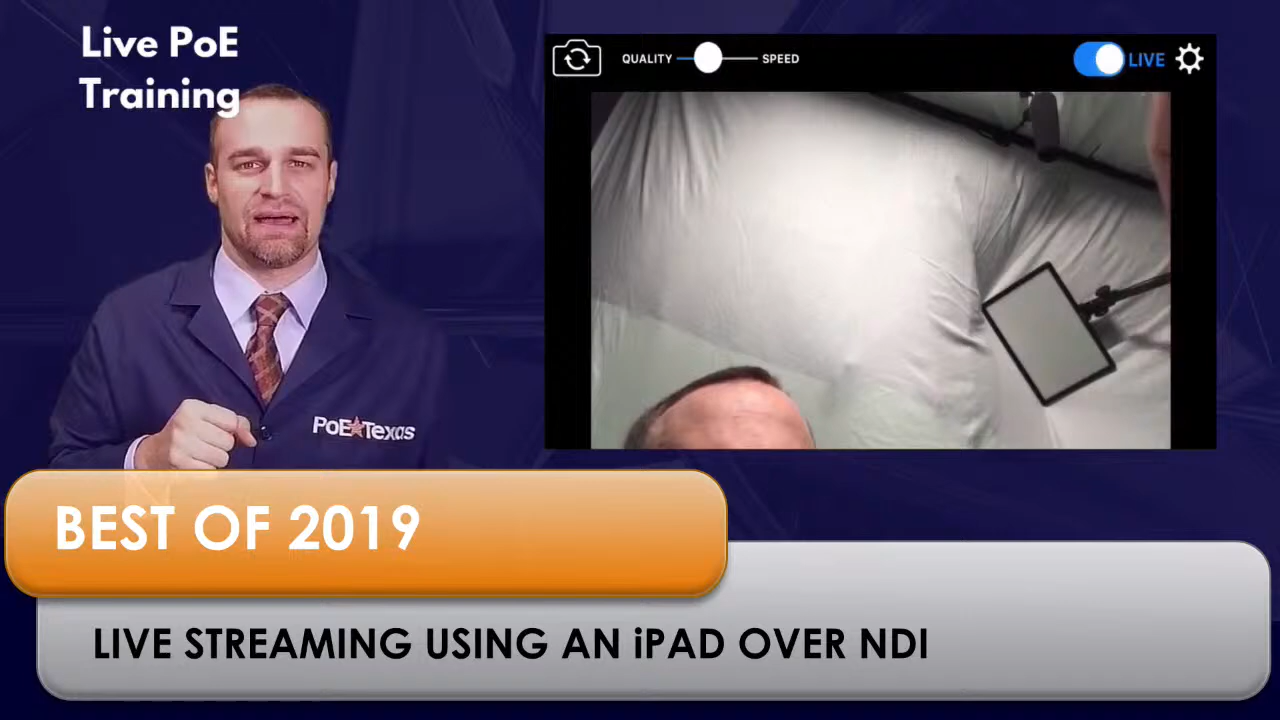 Live PoE
Training
QUALITY SPEED LIVE
PoE Texas
BEST OF 2019
LIVE STREAMING USING AN iPAD OVER NDI